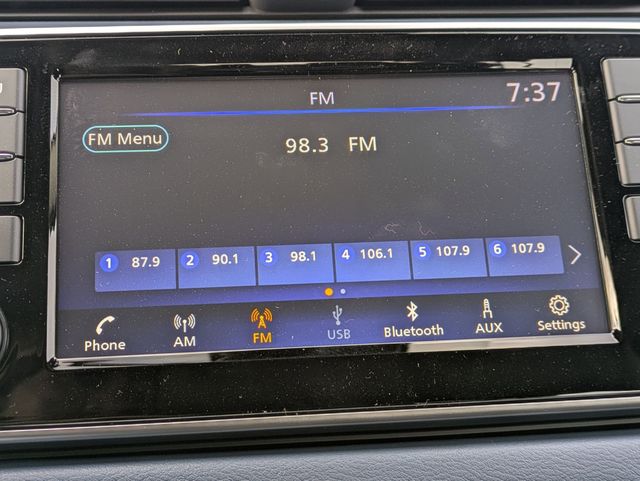 FM 7:37
FM Menu
98.3 FM
1 87.9 2 90.1 3 98.1 4 106.1 5 107.9 6 107.9
Phone AM FM USB Bluetooth AUX Settings